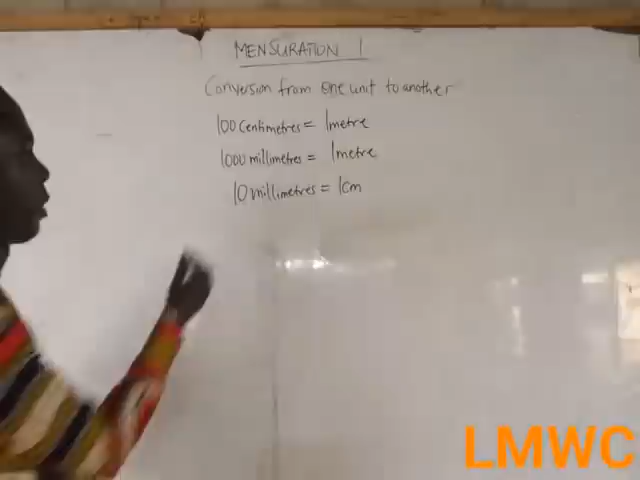 MENSURATION 1
Conversion from one unit to another
100 Centimetres = 1metre
1000 millimetres = 1metre
10 millimetres = 1cm
LMWC